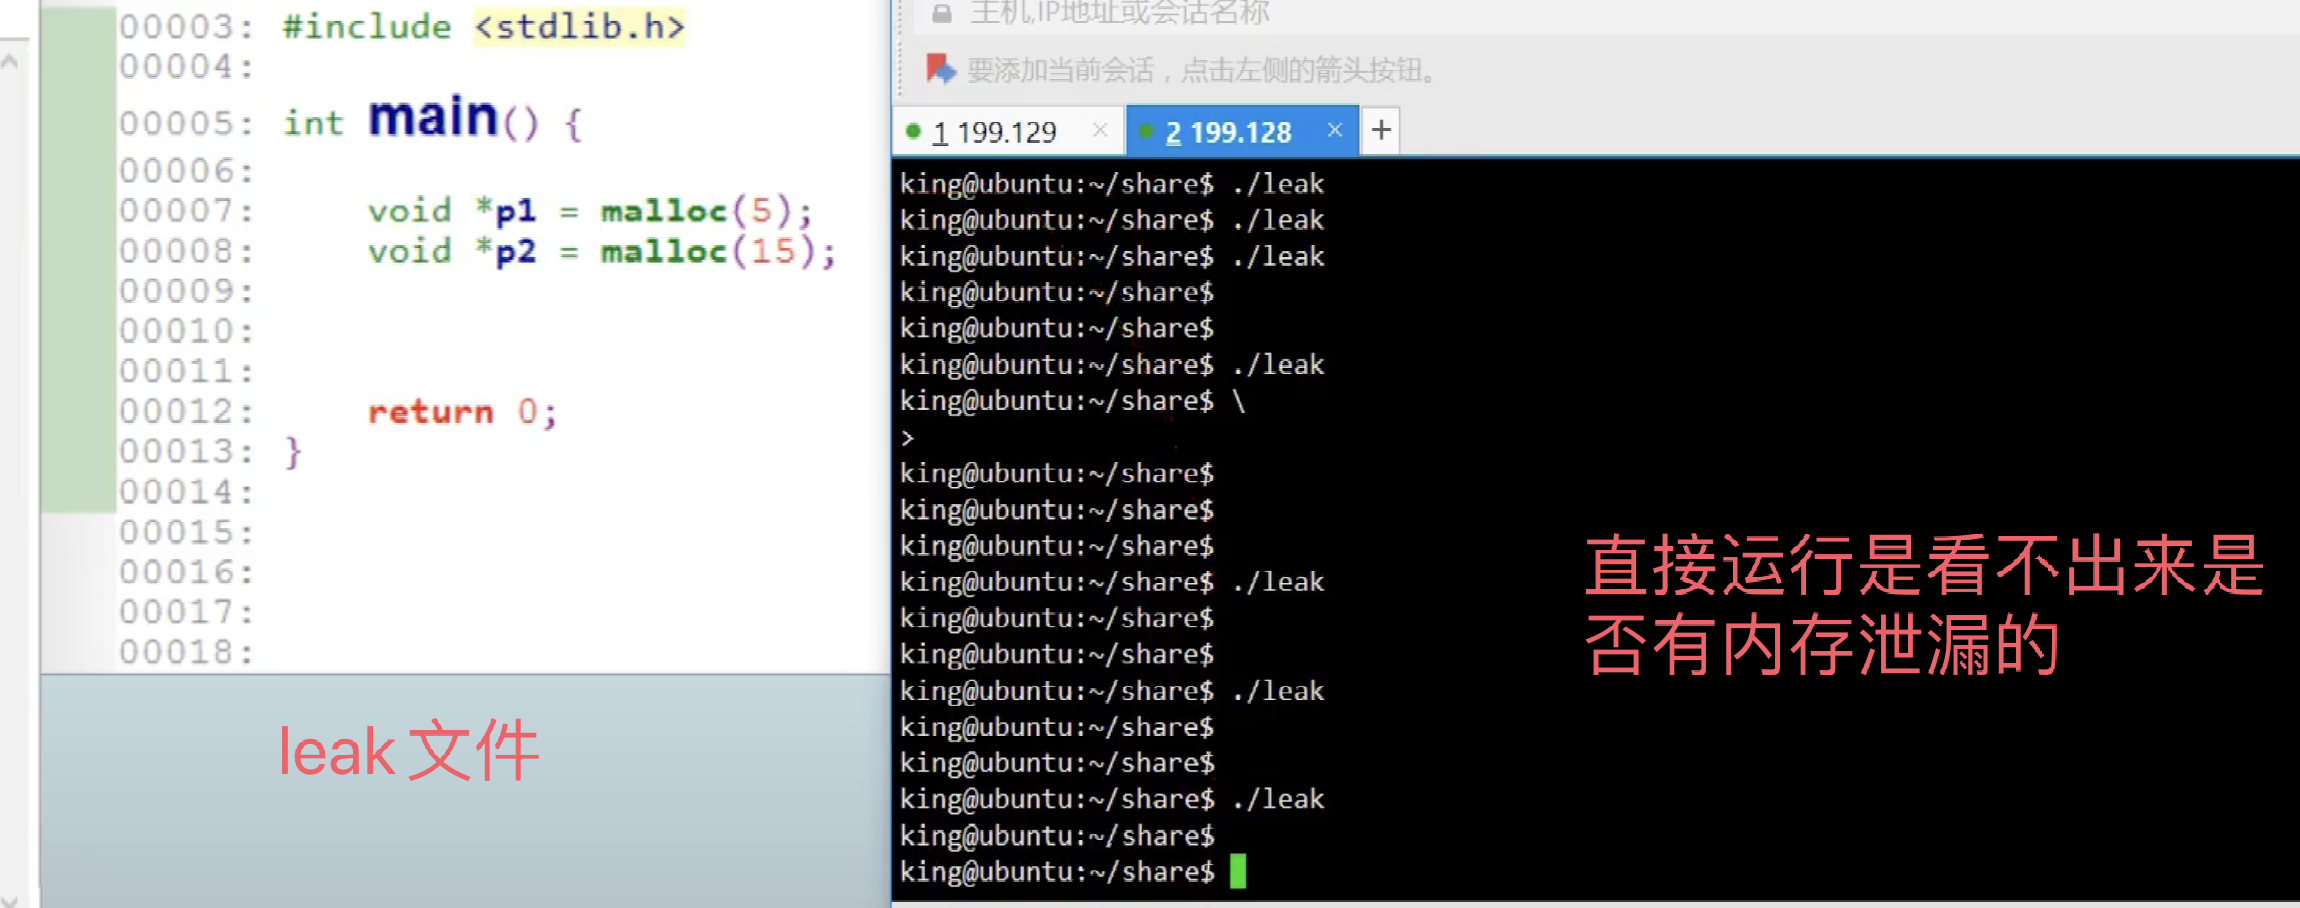 00003: #include <stdlib.h>
00004:
00005: int main() {
00006:
00007: void *p1 = malloc(5);
00008: void *p2 = malloc(15);
00009:
00010:
00011:
00012: return 0;
00013: }
00014:
00015:
00016:
00017:
00018:
leak 文件
主机,IP地址或会话名称
要添加当前会话，点击左侧的箭头按钮。
1 199.129 × 2 199.128 × +
king@ubuntu:~/share$ ./leak
king@ubuntu:~/share$ ./leak
king@ubuntu:~/share$ ./leak
king@ubuntu:~/share$
king@ubuntu:~/share$
king@ubuntu:~/share$ ./leak
king@ubuntu:~/share$ \
>
king@ubuntu:~/share$
king@ubuntu:~/share$
king@ubuntu:~/share$
king@ubuntu:~/share$ ./leak
king@ubuntu:~/share$
king@ubuntu:~/share$
king@ubuntu:~/share$ ./leak
king@ubuntu:~/share$
king@ubuntu:~/share$
king@ubuntu:~/share$ ./leak
king@ubuntu:~/share$
king@ubuntu:~/share$
直接运行是看不出来是
否有内存泄漏的